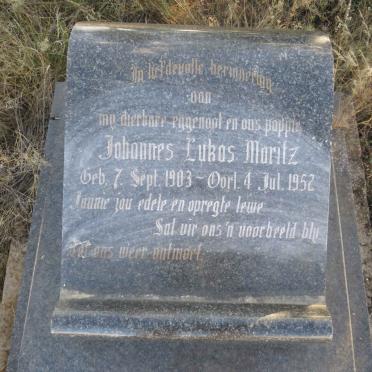 In liefdevolle herinnering
aan
my dierbare eggenoot en ons pappie
Johannes Lukas Moritz
Geb. 7. Sept. 1903 - Oorl. 4. Jul. 1952
Jannie jou edele en opregte lewe
Sal vir ons 'n voorbeeld bly
Tot ons weer ontmoet.